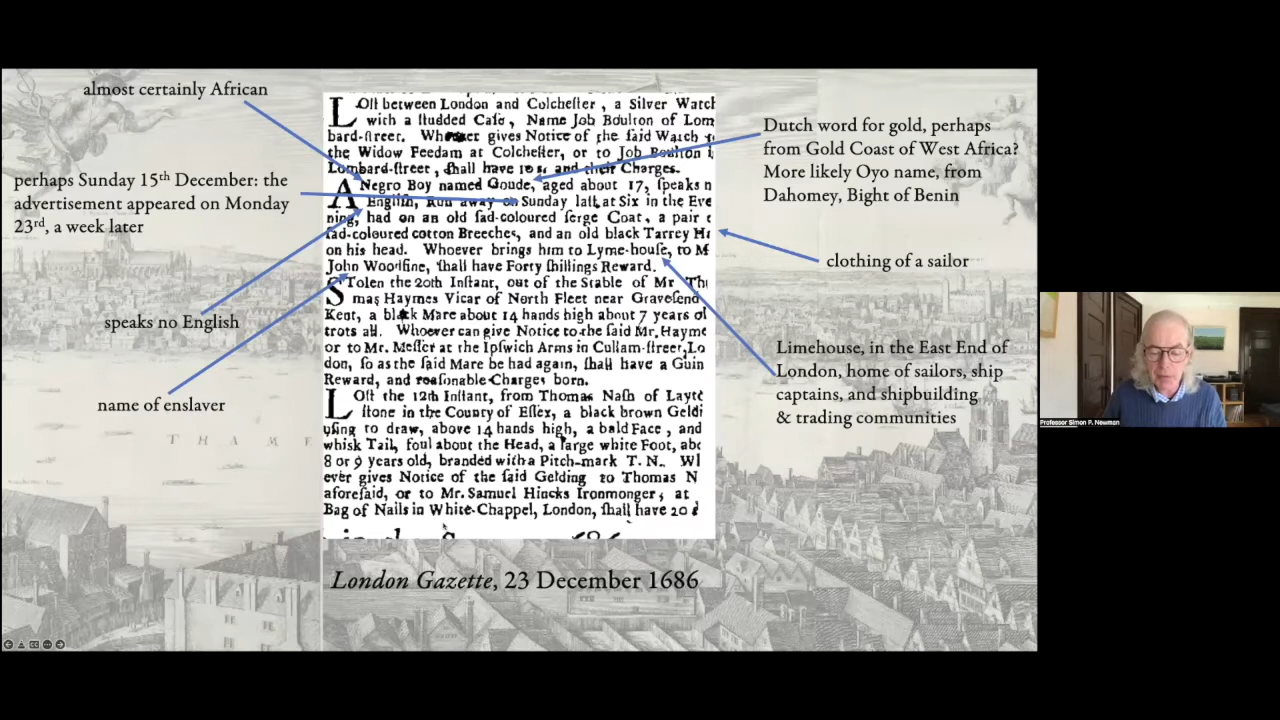 almost certainly African
perhaps Sunday 15th December: the
advertisement appeared on Monday
23rd, a week later
speaks no English
name of enslaver
LOſt between London and Colcheſter, a Silver Watch
with a ſtudded Caſe, Name Job Boulton of Lom
bard-ſtreet. Whoever gives Notice of the ſaid Watch
the Widow Feedam at Colcheſter, or to Job Boulton
Lombard-ſtreet, ſhall have 10s. and their Charges.
A Negro Boy named Goude, aged about 17, ſpeaks n
Engliſh, Run away on Sunday laſt at Six in the Eve
ning, had on an old ſad-coloured ſerge Coat, a pair
ſad-coloured cotton Breeches, and an old black Tarrey
on his head. Whoever brings him to Lyme-houſe, to M
John Woodfine, ſhall have Forty ſhillings Reward.
STolen the 20th Inſtant, out of the Stable of Mr Th
mas Haymes Vicar of North Fleet near Graveſend
Kent, a black Mare about 14 hands high about 7 years ol
trots all. Whoever can give Notice to the ſaid Mr. Hayme
or to Mr. Meſſer at the Ipſwich Arms in Cullam-ſtreet, Lo
don, ſo as the ſaid Mare be had again, ſhall have a Guin
Reward, and reaſonable Charges born.
LOſt the 12th Inſtant, from Thomas Naſh of Layt
ſtone in the County of Eſſex, a black brown Geldi
uſing to draw, above 14 hands high, a bald Face, and
whisk Tail, foul about the Head, a large white Foot, abo
8 or 9 years old, branded with a Pitch-mark T. N. W
ever gives Notice of the ſaid Gelding to Thomas N
aforeſaid, or to Mr. Samuel Hincks Ironmonger, at
Bag of Nails in White-Chappel, London, ſhall have 20
London Gazette, 23 December 1686
Dutch word for gold, perhaps
from Gold Coast of West Africa?
More likely Oyo name, from
Dahomey, Bight of Benin
clothing of a sailor
Limehouse, in the East End of
London, home of sailors, ship
captains, and shipbuilding
& trading communities
THAME
Professor Simon P. Newman